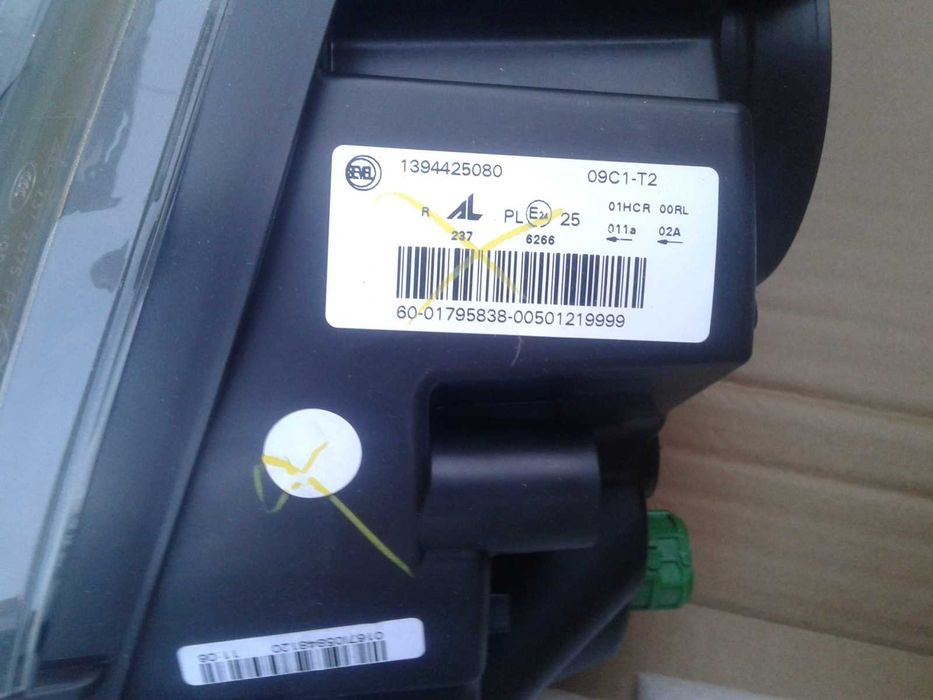 SEVEL 1394425080 09C1-T2
R AL PL E24 25 01HCR 00RL
237 6266 011a 02A
60-01795838-00501219999
11.06